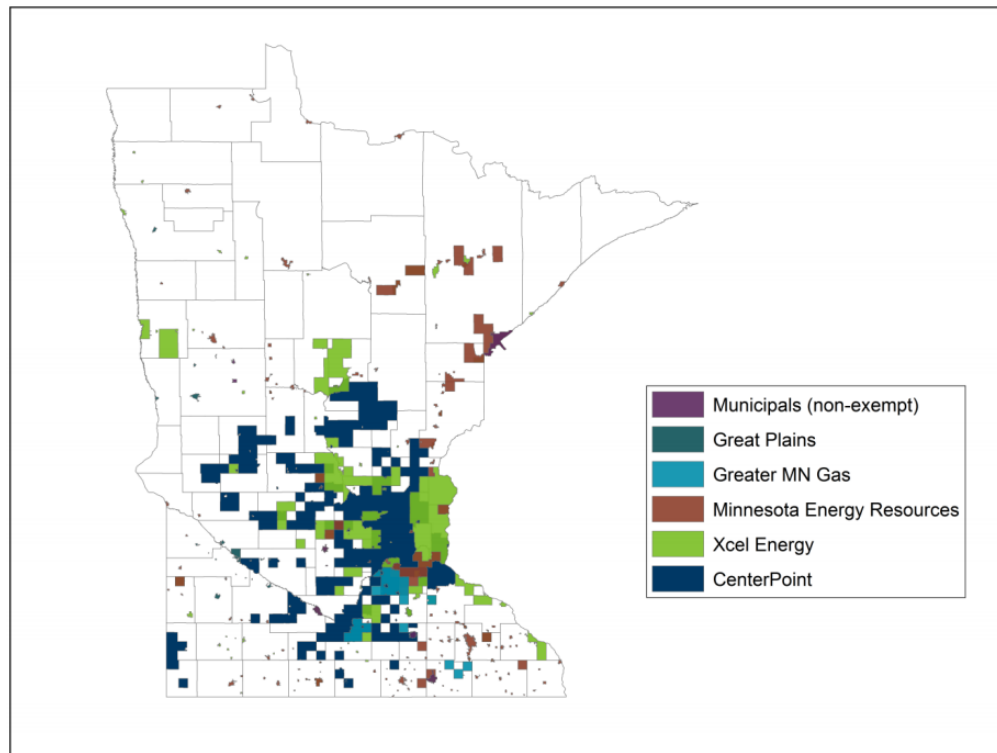 Municipals (non-exempt)
Great Plains
Greater MN Gas
Minnesota Energy Resources
Xcel Energy
CenterPoint